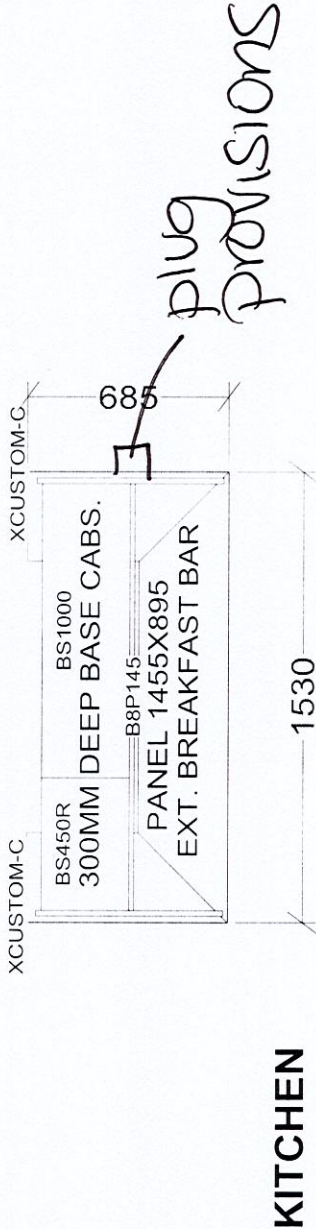 XCUSTOM-C
XCUSTOM-C
685
BS450R
BS1000
300MM DEEP BASE CABS.
B8P145
PANEL 1455X895
EXT. BREAKFAST BAR
1530
plug
provisions
KITCHEN